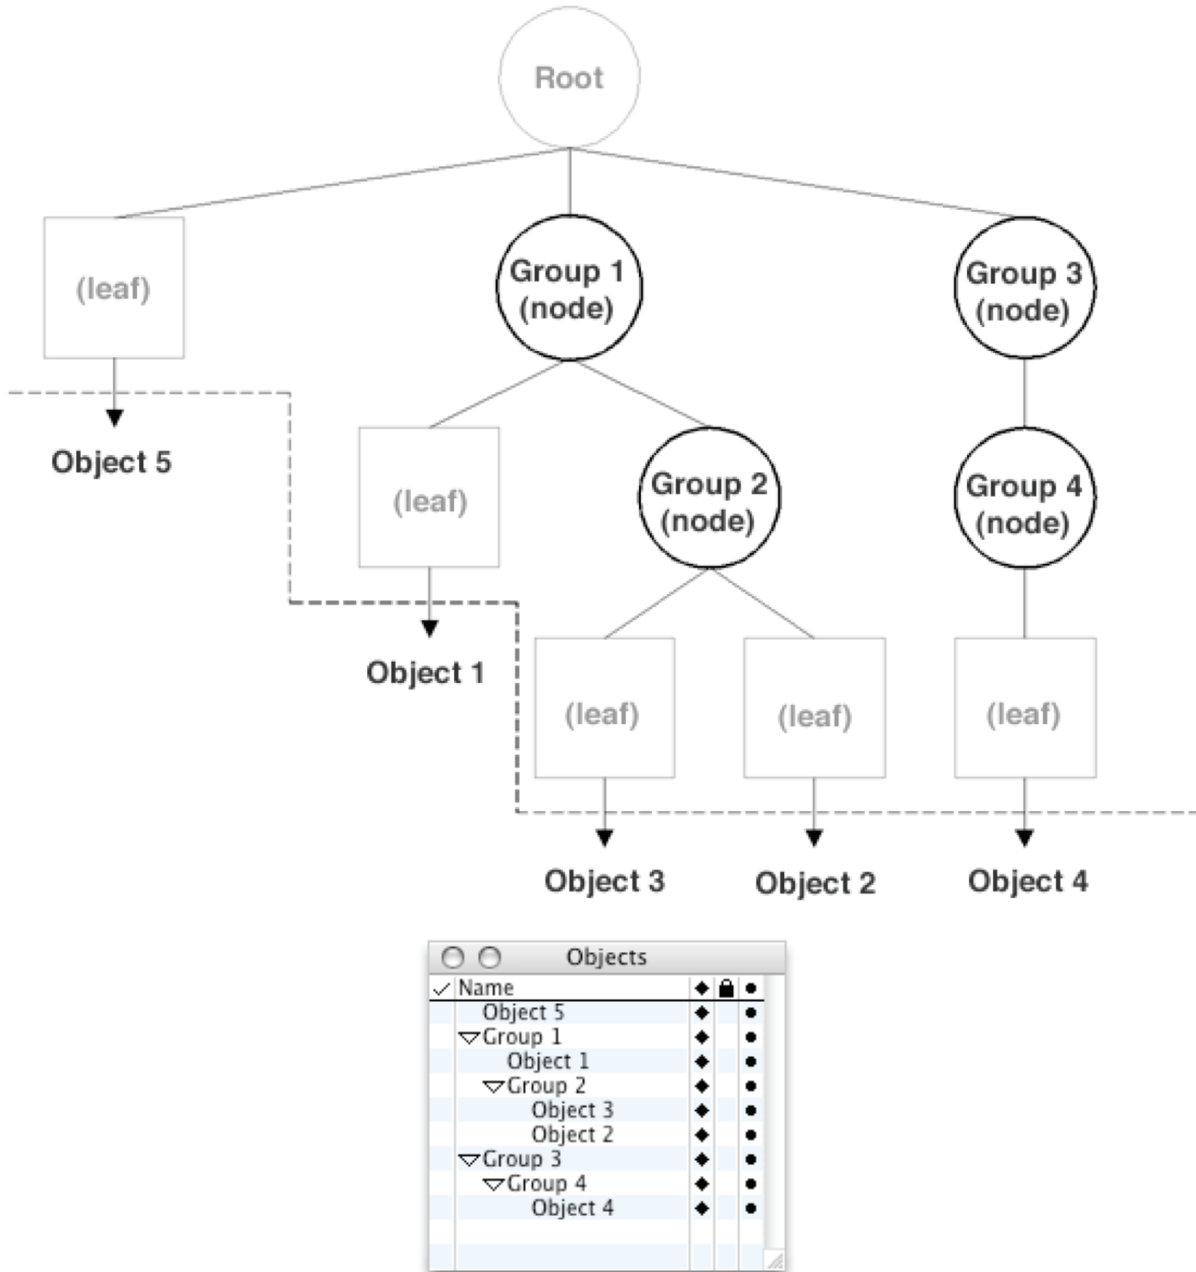 Root
(leaf)
Group 1
(node)
Group 3
(node)
Object 5
(leaf)
Group 2
(node)
Group 4
(node)
Object 1
(leaf)
(leaf)
(leaf)
Object 3
Object 2
Object 4
Objects
Name
Object 5
Group 1
Object 1
Group 2
Object 3
Object 2
Group 3
Group 4
Object 4